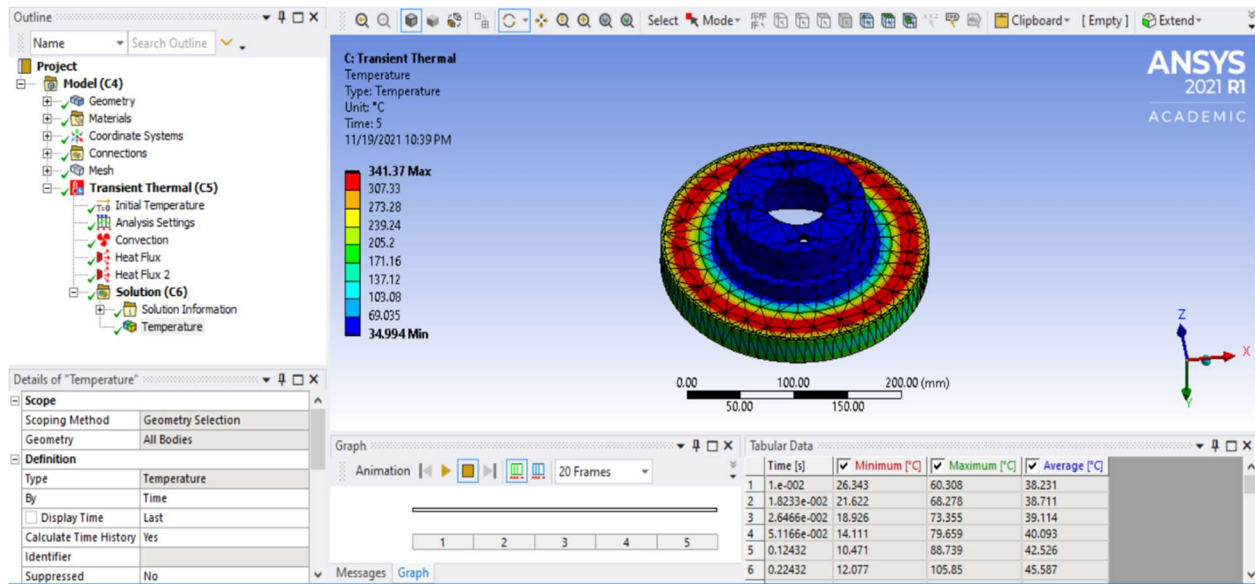 Outline
Name Search Outline
Project
Model (C4)
Geometry
Materials
Coordinate Systems
Connections
Mesh
Transient Thermal (C5)
T=0 Initial Temperature
Analysis Settings
Convection
Heat Flux
Heat Flux 2
Solution (C6)
Solution Information
Temperature
Details of "Temperature"
Scope
Scoping Method Geometry Selection
Geometry All Bodies
Definition
Type Temperature
By Time
Display Time Last
Calculate Time History Yes
Identifier
Suppressed No
Select Mode Clipboard [ Empty ] Extend
C: Transient Thermal
Temperature
Type: Temperature
Unit: °C
Time: 5
11/19/2021 10:39 PM
341.37 Max
307.33
273.28
239.24
205.2
171.16
137.12
103.08
69.035
34.994 Min
ANSYS
2021 R1
ACADEMIC
Z
X
Y
0.00 100.00 200.00 (mm)
50.00 150.00
Graph
Animation 20 Frames
1 2 3 4 5
Messages Graph
Tabular Data
Time [s] Minimum [°C] Maximum [°C] Average [°C]
1 1.e-002 26.343 60.308 38.231
2 1.8233e-002 21.622 68.278 38.711
3 2.6466e-002 18.926 73.355 39.114
4 5.1166e-002 14.111 79.659 40.093
5 0.12432 10.471 88.739 42.526
6 0.22432 12.077 105.85 45.587